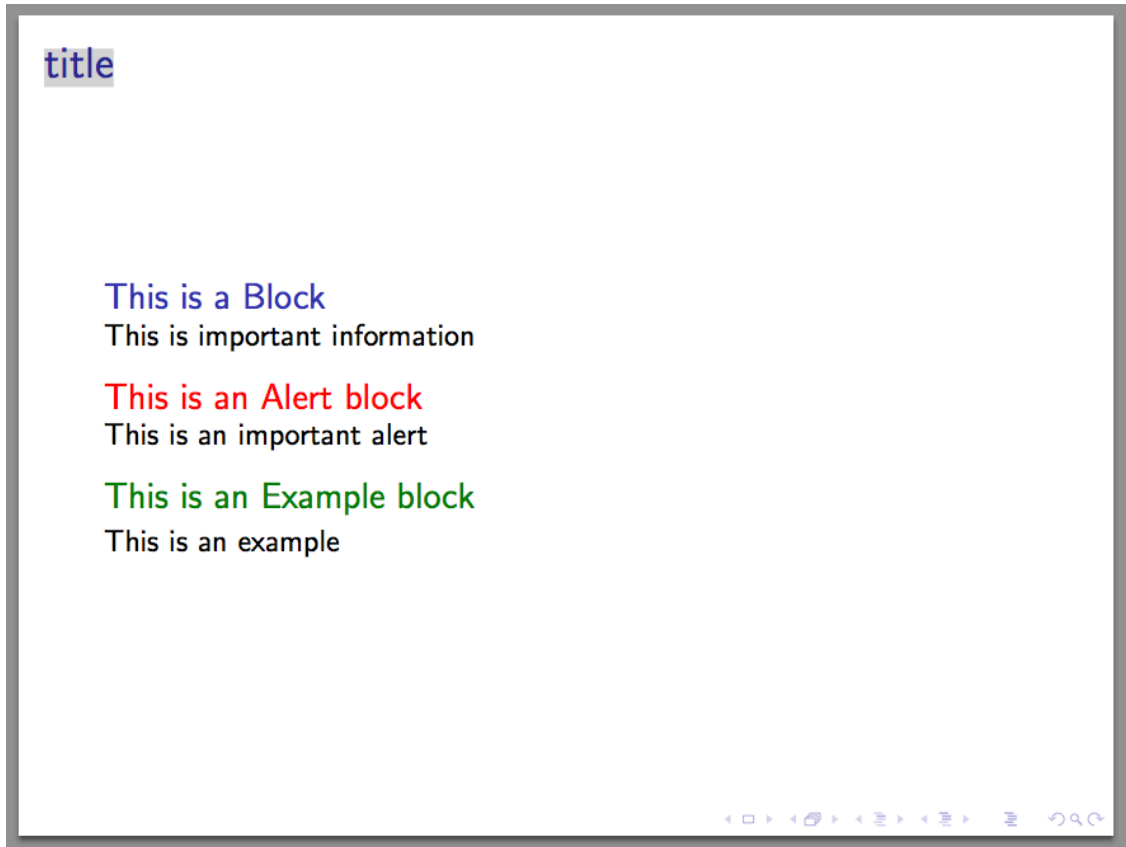 title
This is a Block
This is important information
This is an Alert block
This is an important alert
This is an Example block
This is an example